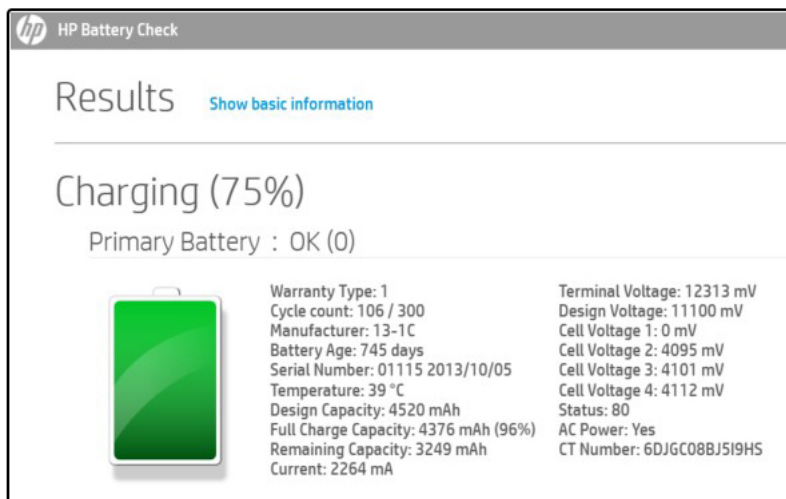 hp HP Battery Check
Results Show basic information
Charging (75%)
Primary Battery : OK (0)
Warranty Type: 1
Cycle count: 106 / 300
Manufacturer: 13-1C
Battery Age: 745 days
Serial Number: 01115 2013/10/05
Temperature: 39 °C
Design Capacity: 4520 mAh
Full Charge Capacity: 4376 mAh (96%)
Remaining Capacity: 3249 mAh
Current: 2264 mA
Terminal Voltage: 12313 mV
Design Voltage: 11100 mV
Cell Voltage 1: 0 mV
Cell Voltage 2: 4095 mV
Cell Voltage 3: 4101 mV
Cell Voltage 4: 4112 mV
Status: 80
AC Power: Yes
CT Number: 6DJGC08BJ5I9HS